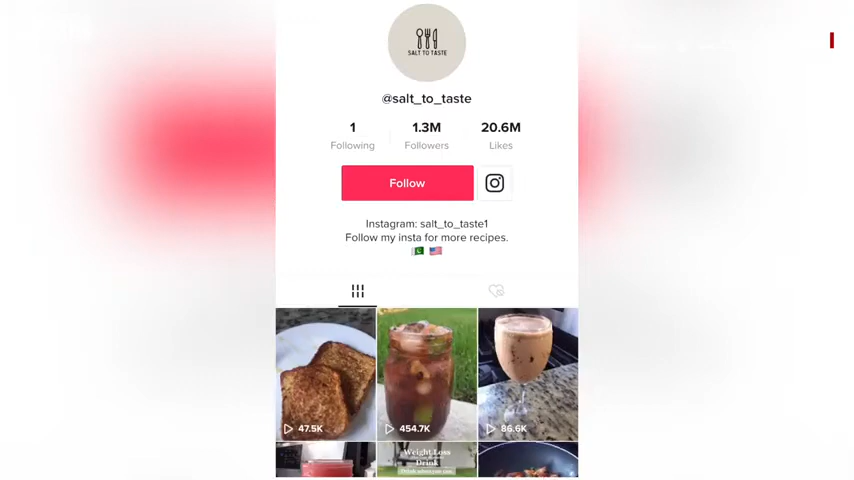 SALT TO TASTE
@salt_to_taste
1 1.3M 20.6M
Following Followers Likes
Follow
Instagram: salt_to_taste1
Follow my insta for more recipes.
47.5K 454.7K 86.6K
Weight Loss
Drink